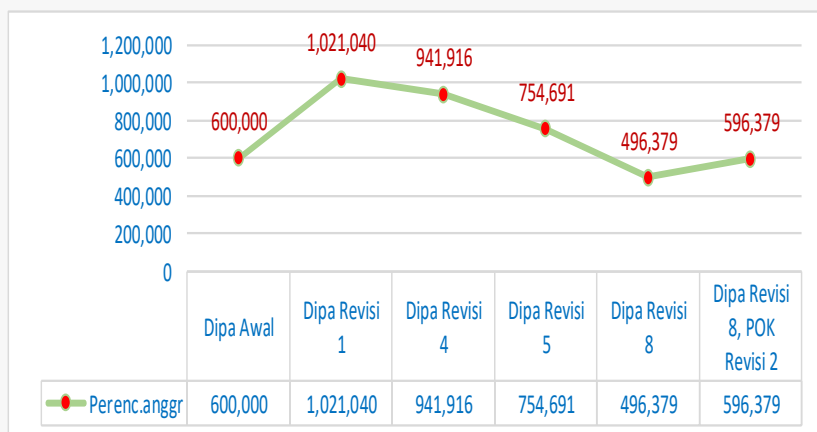 1,200,000
1,000,000
800,000
600,000
400,000
200,000
0
600,000
1,021,040
941,916
754,691
496,379
596,379
Dipa Awal
Dipa Revisi
1
Dipa Revisi
4
Dipa Revisi
5
Dipa Revisi
8
Dipa Revisi
8, POK
Revisi 2
Perenc.anggr 600,000 1,021,040 941,916 754,691 496,379 596,379